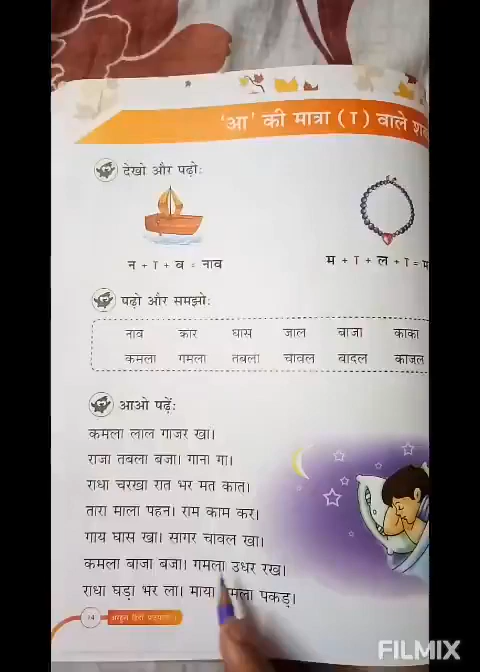 'आ' की मात्रा (ा) वाले
देखो और पढ़ो:
न + ा + व = नाव
म + ा + ल + ा =
पढ़ो और समझो:
नाव कार घास जाल बाजा काका
कमला गमला तबला चावल बादल काजल
आओ पढ़ें:
कमला लाल गाजर खा।
राजा तबला बजा। गाना गा।
राधा चरखा रात भर मत कात।
तारा माला पहन। राम काम कर।
गाय घास खा। सागर चावल खा।
कमला बाजा बजा। गमला उधर रख।
राधा घड़ा भर ला। माया पकड़।
FILMIX